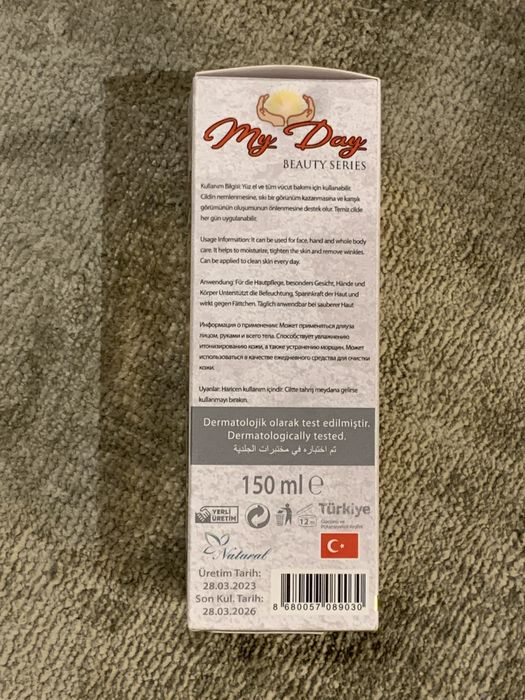 My Day
BEAUTY SERIES
Kullanım Bilgisi: Yüz el ve tüm vücut bakımı için kullanabilir.
Cildin nemlenmesine, sıkı bir görünüm kazanmasına ve kırışık
görümünün oluşumunun önlenmesine destek olur. Temiz cilde
her gün uygulanabilir.
Usage Information: It can be used for face, hand and whole body
care. It helps to moisturize, tighten the skin and remove winkles.
Can be applied to clean skin every day.
Anwendung: Für die Hautpflege, besonders Gesicht, Hände und
Körper Unterstützt die Befeuchtung, Spannkraft der Haut und
wirkt gegen Fältchen. Täglich anwendbar bei sauberer Haut
Информация о применении: Может применяться для уза
лицом, руками и всего тела. Способствует увлажнению
и тонизированию кожи, а также устранению морщин. Может
использоваться в качестве ежедневного средства для очистки
кожи.
Uyarılar: Haricen kullanım içindir. Ciltte tahriş meydana gelirse
kullanmayı bırakın.
Dermatolojik olarak test edilmiştir.
Dermatologically tested.
تم اختباره في مختبرات الجلدية
150 ml e
YERLİ
ÜRETİM
12
Türkiye
Natural
Üretim Tarih:
28.03.2023
Son Kul. Tarih:
28.03.2026
8 680057 089030